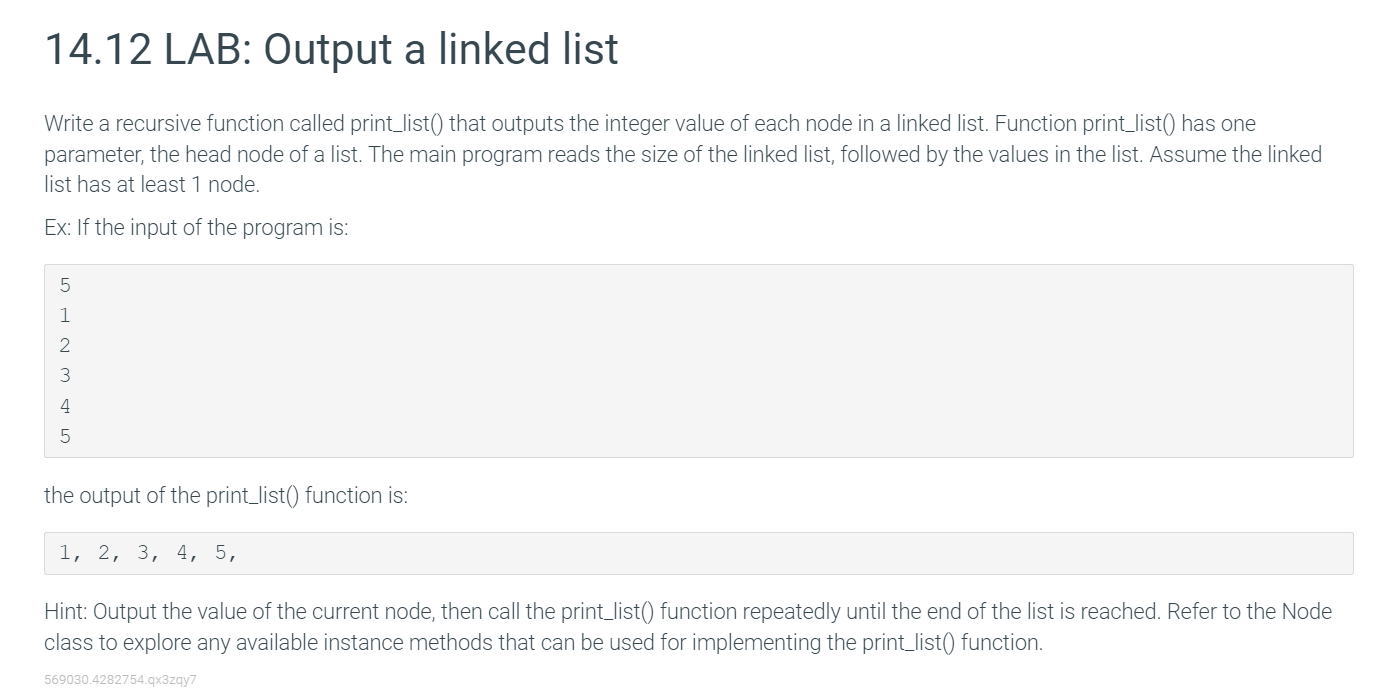 14.12 LAB: Output a linked list
Write a recursive function called print_list() that outputs the integer value of each node in a linked list. Function print_list() has one
parameter, the head node of a list. The main program reads the size of the linked list, followed by the values in the list. Assume the linked
list has at least 1 node.
Ex: If the input of the program is:
5
1
2
3
4
5
the output of the print_list() function is:
1, 2, 3, 4, 5,
Hint: Output the value of the current node, then call the print_list() function repeatedly until the end of the list is reached. Refer to the Node
class to explore any available instance methods that can be used for implementing the print_list() function.
569030.4282754.qx3zqy7